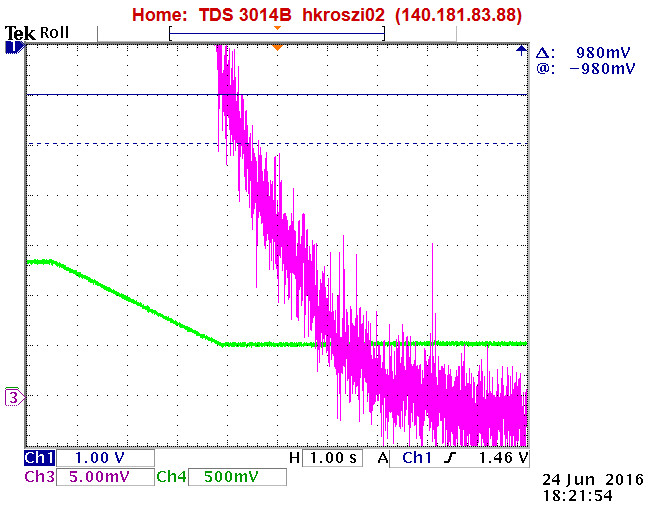 Home: TDS 3014B hkroszi02 (140.181.83.88)
Tek Roll
1
Δ: 980mV
@: −980mV
3
Ch1 1.00 V H 1.00 s A Ch1 ʃ 1.46 V
Ch3 5.00mV Ch4 500mV
24 Jun 2016
18:21:54